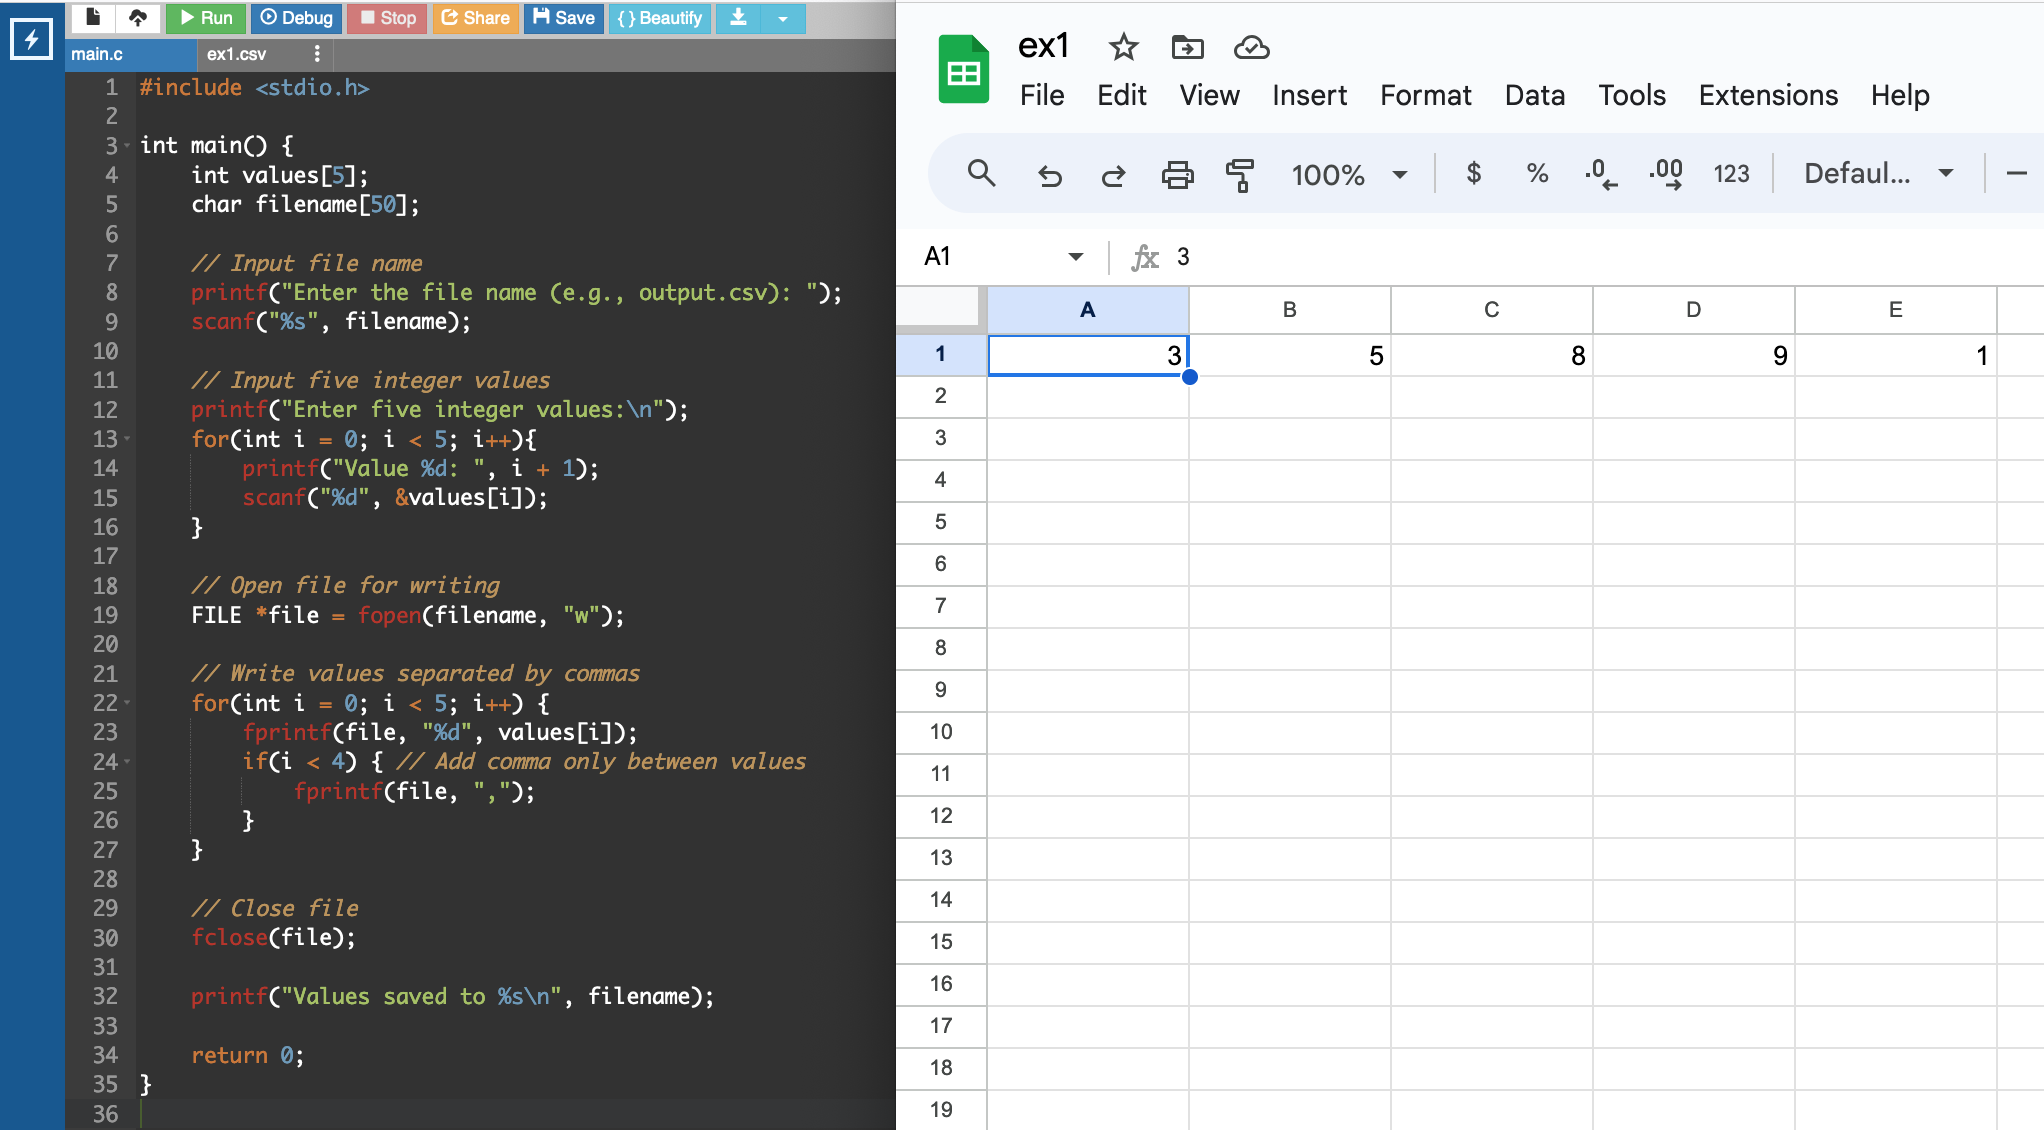 Run Debug Stop Share Save {} Beautify
main.c ex1.csv
1 #include <stdio.h>
2
3 int main() {
4 int values[5];
5 char filename[50];
6
7 // Input file name
8 printf("Enter the file name (e.g., output.csv): ");
9 scanf("%s", filename);
10
11 // Input five integer values
12 printf("Enter five integer values:\n");
13 for(int i = 0; i < 5; i++){
14 printf("Value %d: ", i + 1);
15 scanf("%d", &values[i]);
16 }
17
18 // Open file for writing
19 FILE *file = fopen(filename, "w");
20
21 // Write values separated by commas
22 for(int i = 0; i < 5; i++) {
23 fprintf(file, "%d", values[i]);
24 if(i < 4) { // Add comma only between values
25 fprintf(file, ",");
26 }
27 }
28
29 // Close file
30 fclose(file);
31
32 printf("Values saved to %s\n", filename);
33
34 return 0;
35 }
36
ex1
File Edit View Insert Format Data Tools Extensions Help
100% $ % .0 .00 123 Defaul...
A1 fx 3
A B C D E
1 3 5 8 9 1
2
3
4
5
6
7
8
9
10
11
12
13
14
15
16
17
18
19